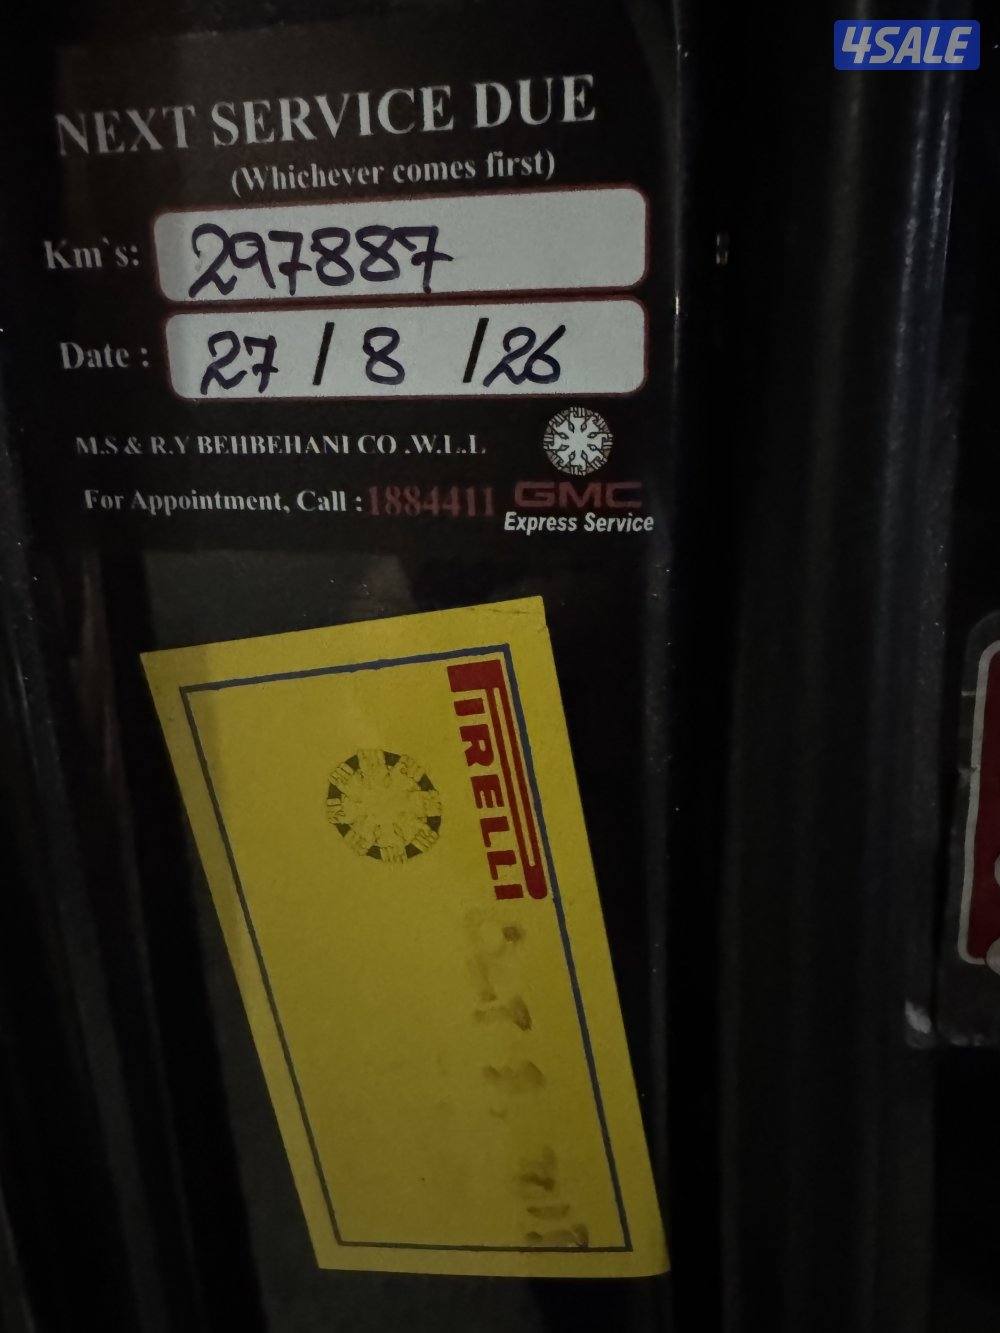 4SALE
NEXT SERVICE DUE
(Whichever comes first)
Km`s: 297887
Date : 27 / 8 / 26
M.S & R.Y BEHBEHANI CO .W.L.L
For Appointment, Call : 1884411
GMC
Express Service
PIRELLI